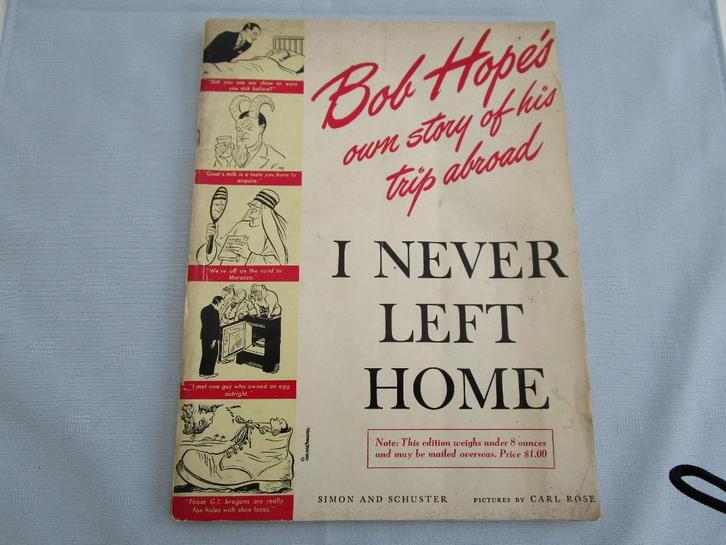 Bob Hope's
own story of his
trip abroad
I NEVER
LEFT
HOME
Note: This edition weighs under 8 ounces
and may be mailed overseas. Price $1.00
SIMON AND SCHUSTER PICTURES BY CARL ROSE
"Did you see our show or were
you sick before?"
"Goat's milk is a taste you have to
acquire."
"We're off on the road to
Morocco."
"I met one guy who owned an egg
outright."
"Those G.I. brogans are really
fox-holes with shoe laces."